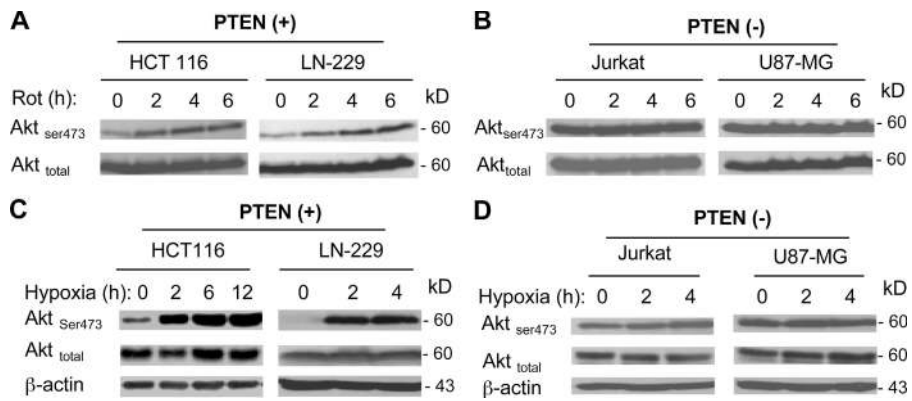 A
PTEN (+)
HCT 116 LN-229
Rot (h): 0 2 4 6 0 2 4 6 kD
Akt ser473 - 60
Akt total - 60
B
PTEN (-)
Jurkat U87-MG
0 2 4 6 0 2 4 6 kD
Akt ser473 - 60
Akt total - 60
C
PTEN (+)
HCT116 LN-229
Hypoxia (h): 0 2 6 12 0 2 4 kD
Akt Ser473 - 60
Akt total - 60
β-actin - 43
D
PTEN (-)
Jurkat U87-MG
Hypoxia (h): 0 2 4 0 2 4 kD
Akt ser473 - 60
Akt total - 60
β-actin - 43